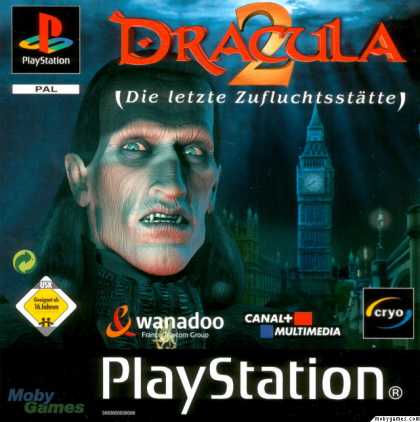 PlayStation
PAL
DRACULA
2
(Die letzte Zufluchtsstätte)
USK
Geeignet ab
16 Jahren
wanadoo
France Telecom Group
CANAL+
MULTIMEDIA
cryo
PlayStation®
Moby
Games
mobygames.com